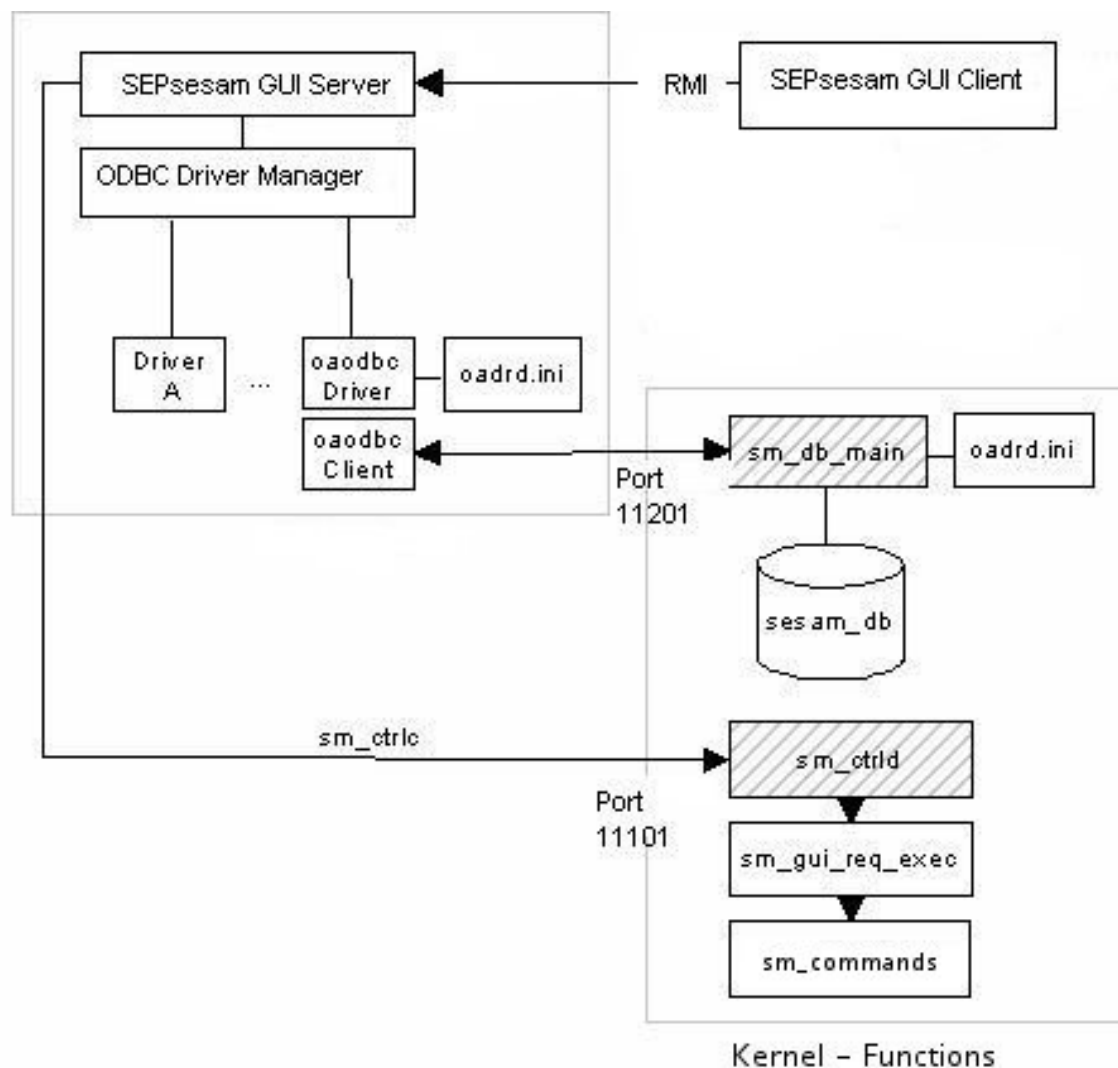 SEPsesam GUI Server
RMI
SEPsesam GUI Client
ODBC Driver Manager
Driver
A
...
oaodbc
Driver
oadrd.ini
oaodbc
Client
Port
11201
sm_db_main
oadrd.ini
sesam_db
sm_ctrlc
Port
11101
sm_ctrld
sm_gui_req_exec
sm_commands
Kernel – Functions